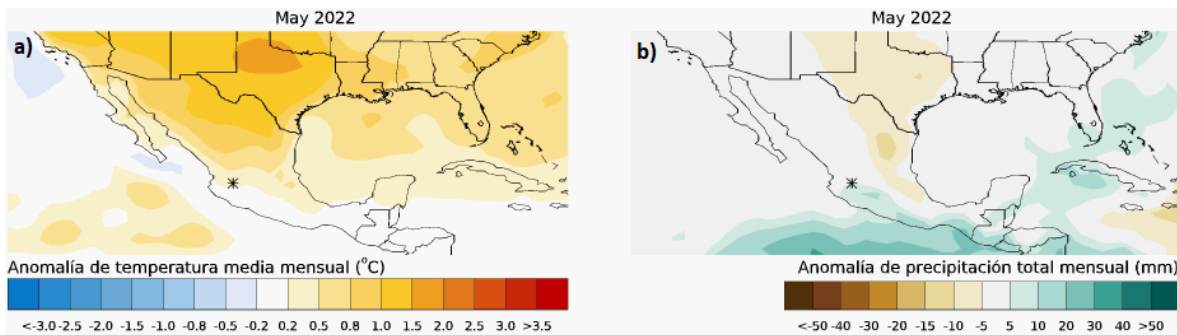 May 2022
a)
Anomalía de temperatura media mensual (°C)
<-3.0 -2.5 -2.0 -1.5 -1.0 -0.8 -0.5 -0.2 0.2 0.5 0.8 1.0 1.5 2.0 2.5 3.0 >3.5
May 2022
b)
Anomalía de precipitación total mensual (mm)
<-50 -40 -30 -20 -10 -5 5 10 20 30 40 >50